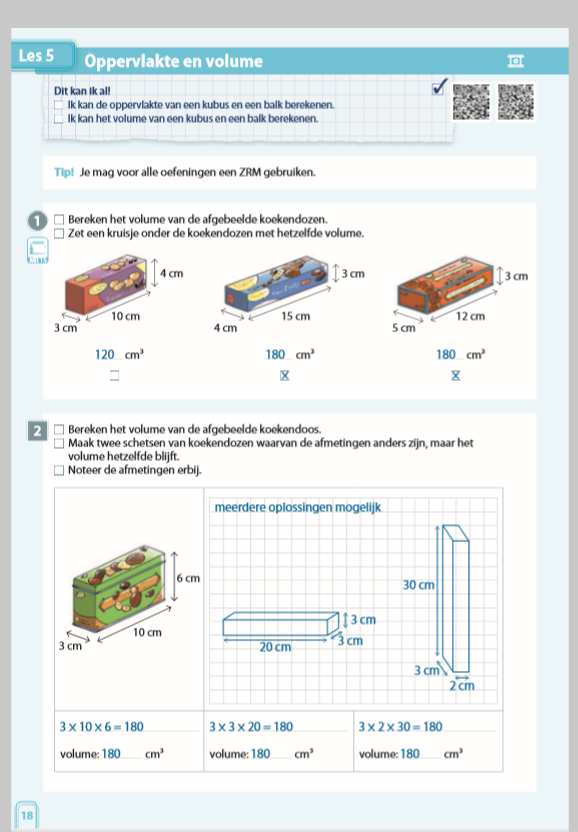 Les 5
Oppervlakte en volume
Dit kan ik al!
Ik kan de oppervlakte van een kubus en een balk berekenen.
Ik kan het volume van een kubus en een balk berekenen.
Tip! Je mag voor alle oefeningen een ZRM gebruiken.
1
Bereken het volume van de afgebeelde koekendozen.
Zet een kruisje onder de koekendozen met hetzelfde volume.
4 cm
10 cm
3 cm
3 cm
15 cm
4 cm
3 cm
12 cm
5 cm
120 cm³
180 cm³
180 cm³
2
Bereken het volume van de afgebeelde koekendoos.
Maak twee schetsen van koekendozen waarvan de afmetingen anders zijn, maar het
volume hetzelfde blijft.
Noteer de afmetingen erbij.
meerdere oplossingen mogelijk
6 cm
10 cm
3 cm
3 cm
3 cm
20 cm
30 cm
3 cm
2 cm
3 x 10 x 6 = 180
3 x 3 x 20 = 180
3 x 2 x 30 = 180
volume: 180 cm³
volume: 180 cm³
volume: 180 cm³
18